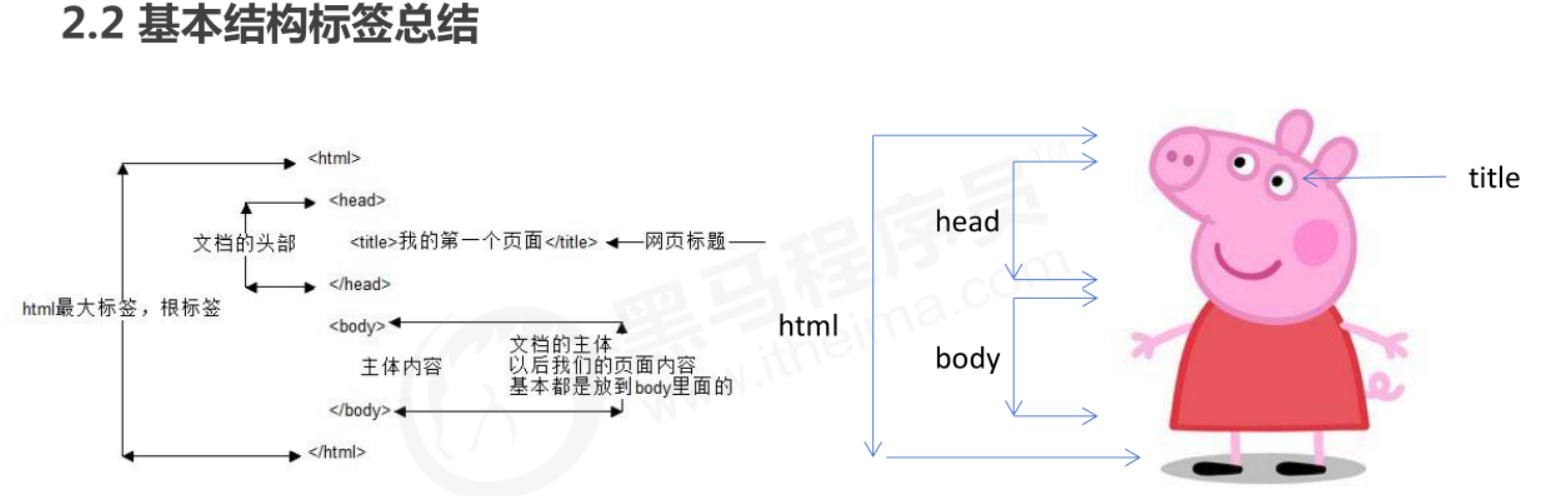 2.2 基本结构标签总结
<html>
<head>
文档的头部
<title>我的第一个页面</title>
网页标题
</head>
html最大标签，根标签
<body>
主体内容
文档的主体
以后我们的页面内容
基本都是放到body里面的
</body>
</html>
html
head
body
title
黑马程序员 TM
www.itheima.com